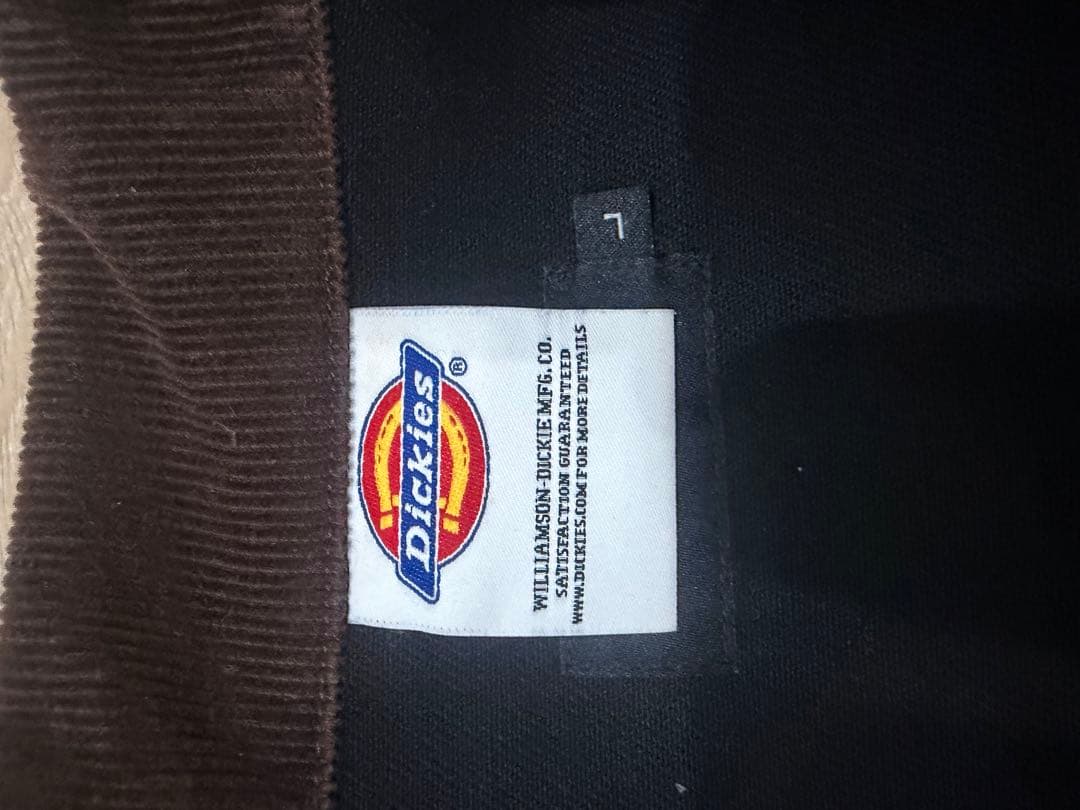 L
Dickies®
WILLIAMSON-DICKIE MFG. CO.
SATISFACTION GUARANTEED
WWW.DICKIES.COM FOR MORE DETAILS